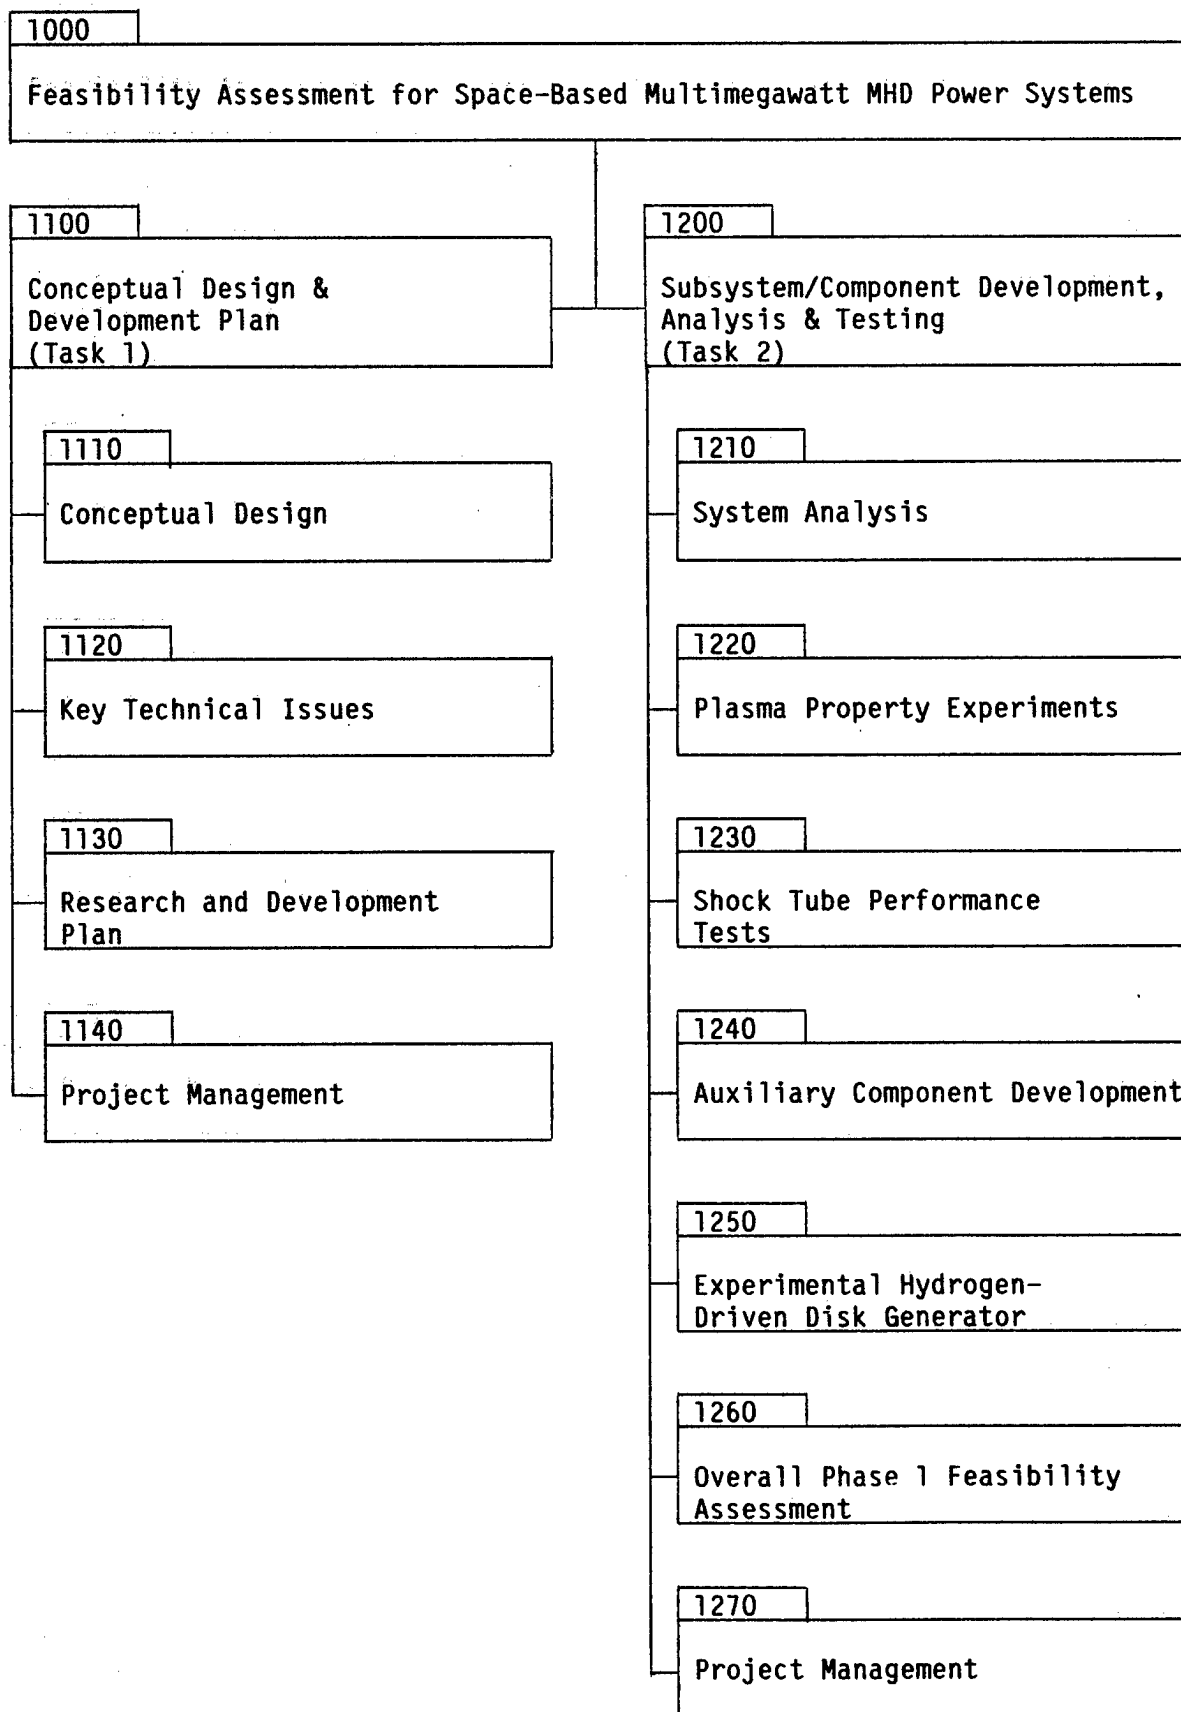 1000
Feasibility Assessment for Space-Based Multimegawatt MHD Power Systems
1100
Conceptual Design &
Development Plan
(Task 1)
1110
Conceptual Design
1120
Key Technical Issues
1130
Research and Development
Plan
1140
Project Management
1200
Subsystem/Component Development,
Analysis & Testing
(Task 2)
1210
System Analysis
1220
Plasma Property Experiments
1230
Shock Tube Performance
Tests
1240
Auxiliary Component Development
1250
Experimental Hydrogen-
Driven Disk Generator
1260
Overall Phase 1 Feasibility
Assessment
1270
Project Management